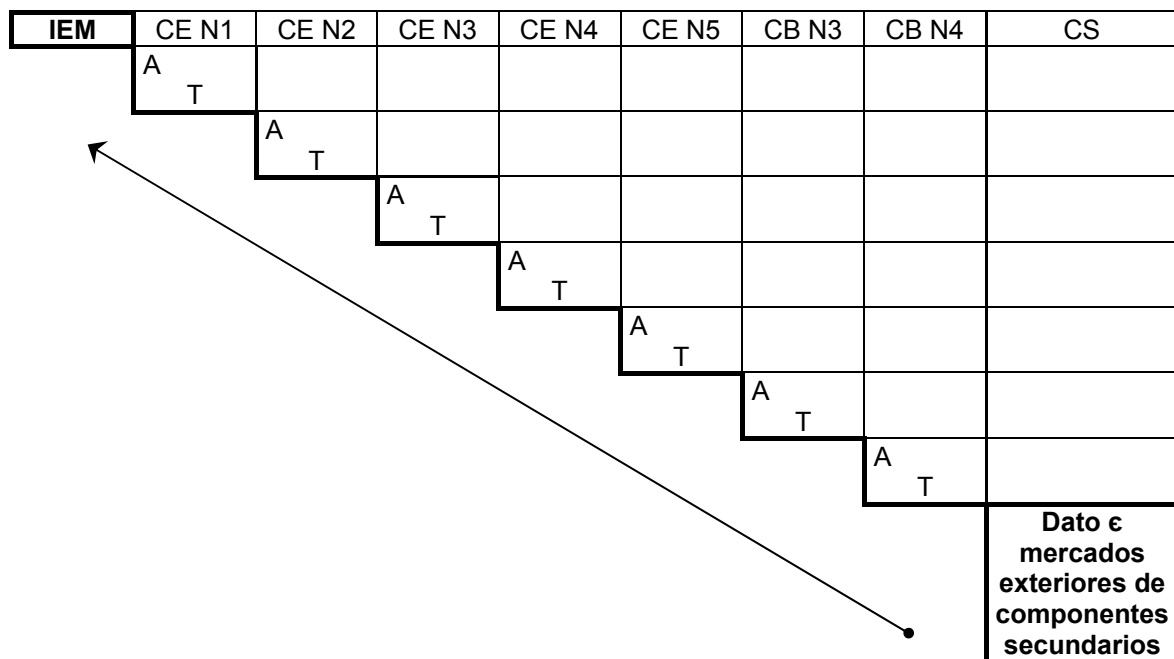 IEM CE N1 CE N2 CE N3 CE N4 CE N5 CB N3 CB N4 CS
A
T
A
T
A
T
A
T
A
T
A
T
A
T
Dato є
mercados
exteriores de
componentes
secundarios